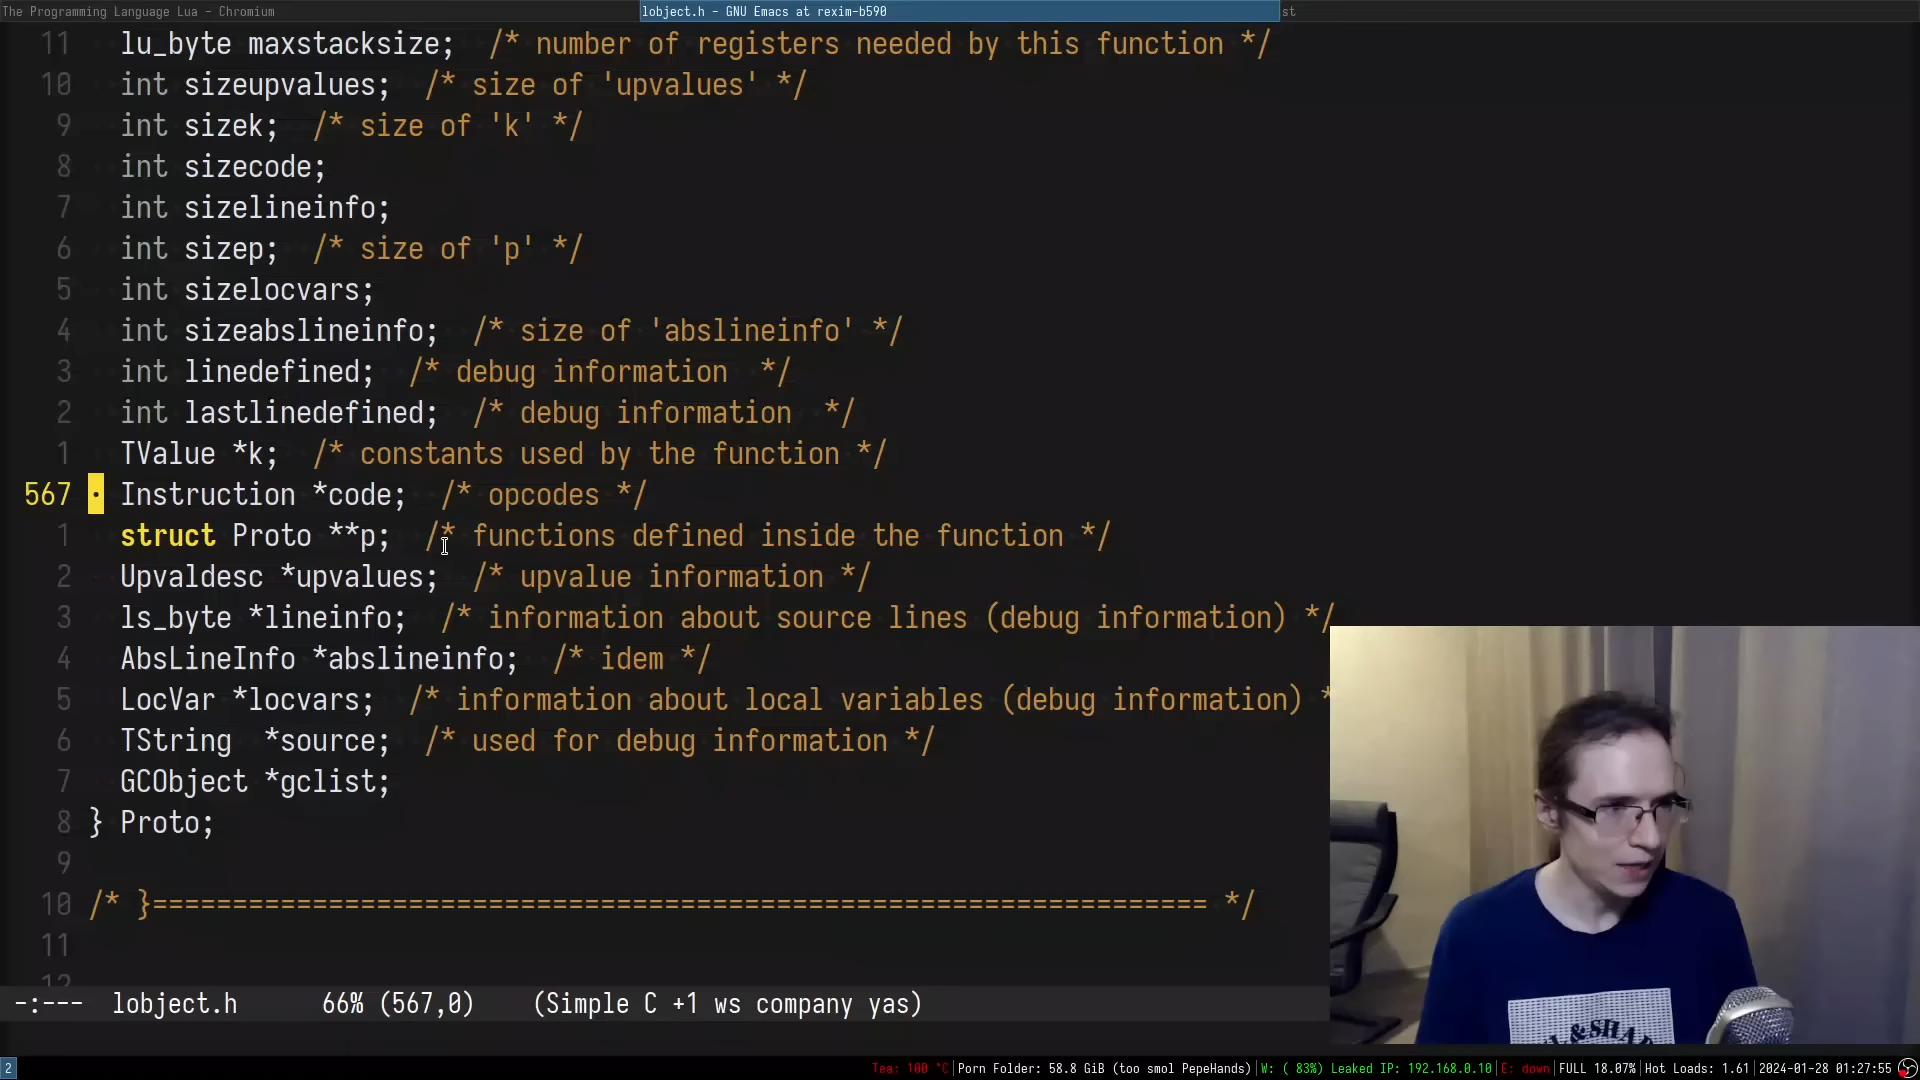 The Programming Language Lua - Chromium
lobject.h - GNU Emacs at rexim-b590
st
11 lu_byte maxstacksize; /* number of registers needed by this function */
10 int sizeupvalues; /* size of 'upvalues' */
9 int sizek; /* size of 'k' */
8 int sizecode;
7 int sizelineinfo;
6 int sizep; /* size of 'p' */
5 int sizelocvars;
4 int sizeabslineinfo; /* size of 'abslineinfo' */
3 int linedefined; /* debug information  */
2 int lastlinedefined; /* debug information  */
1 TValue *k; /* constants used by the function */
567 Instruction *code; /* opcodes */
1 struct Proto **p; /* functions defined inside the function */
2 Upvaldesc *upvalues; /* upvalue information */
3 ls_byte *lineinfo; /* information about source lines (debug information) */
4 AbsLineInfo *abslineinfo; /* idem */
5 LocVar *locvars; /* information about local variables (debug information) *
6 TString  *source; /* used for debug information */
7 GCObject *gclist;
8 } Proto;
9
10 /* }================================================================== */
11
12
-:--- lobject.h 66% (567,0) (Simple C +1 ws company yas)
2 Tea: 100 °C|Porn Folder: 58.8 GiB (too smol PepeHands)|W: ( 83%) Leaked IP: 192.168.0.10|E: down|FULL 18.07%|Hot Loads: 1.61|2024-01-28 01:27:55